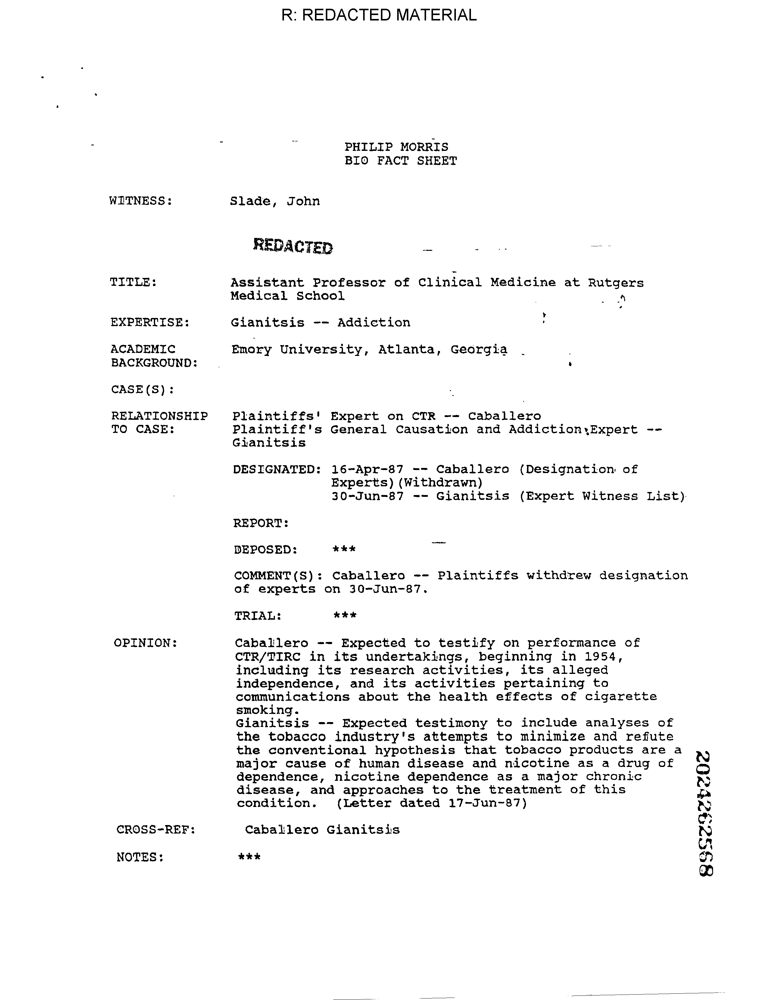 R: REDACTED MATERIAL
PHILIP MORRIS
BIO FACT SHEET
WITNESS: Slade, John
REDACTED
TITLE: Assistant Professor of Clinical Medicine at Rutgers
Medical School
EXPERTISE: Gianitsis -- Addiction
ACADEMIC Emory University, Atlanta, Georgia
BACKGROUND:
CASE(S):
RELATIONSHIP Plaintiffs' Expert on CTR -- Caballero
TO CASE: Plaintiff's General Causation and Addiction Expert --
Gianitsis
DESIGNATED: 16-Apr-87 -- Caballero (Designation of
Experts)(Withdrawn)
30-Jun-87 -- Gianitsis (Expert Witness List)
REPORT:
DEPOSED: ***
COMMENT(S): Caballero -- Plaintiffs withdrew designation
of experts on 30-Jun-87.
TRIAL: ***
OPINION: Caballero -- Expected to testify on performance of
CTR/TIRC in its undertakings, beginning in 1954,
including its research activities, its alleged
independence, and its activities pertaining to
communications about the health effects of cigarette
smoking.
Gianitsis -- Expected testimony to include analyses of
the tobacco industry's attempts to minimize and refute
the conventional hypothesis that tobacco products are a
major cause of human disease and nicotine as a drug of
dependence, nicotine dependence as a major chronic
disease, and approaches to the treatment of this
condition. (Letter dated 17-Jun-87)
CROSS-REF: Caballero Gianitsis
NOTES: ***
2024262568